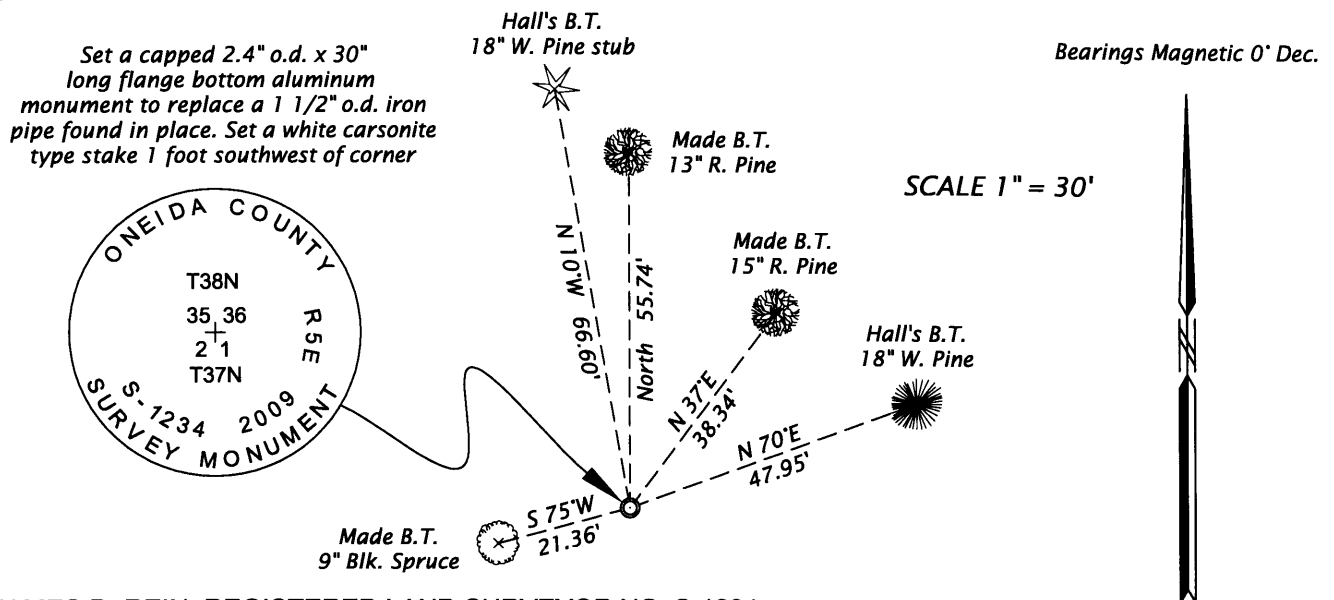 Hall's B.T.
18" W. Pine stub
Set a capped 2.4" o.d. x 30"
long flange bottom aluminum
monument to replace a 1 1/2" o.d. iron
pipe found in place. Set a white carsonite
type stake 1 foot southwest of corner
Bearings Magnetic 0° Dec.
Made B.T.
13" R. Pine
SCALE 1" = 30'
ONEIDA COUNTY
T38N
35 36
2 1
T37N
R5E
S-1234 2009
SURVEY MONUMENT
N 10°W 66.60'
North 55.74'
Made B.T.
15" R. Pine
N 37°E
38.34'
Hall's B.T.
18" W. Pine
N 70°E
47.95'
S 75°W
21.36'
Made B.T.
9" Blk. Spruce